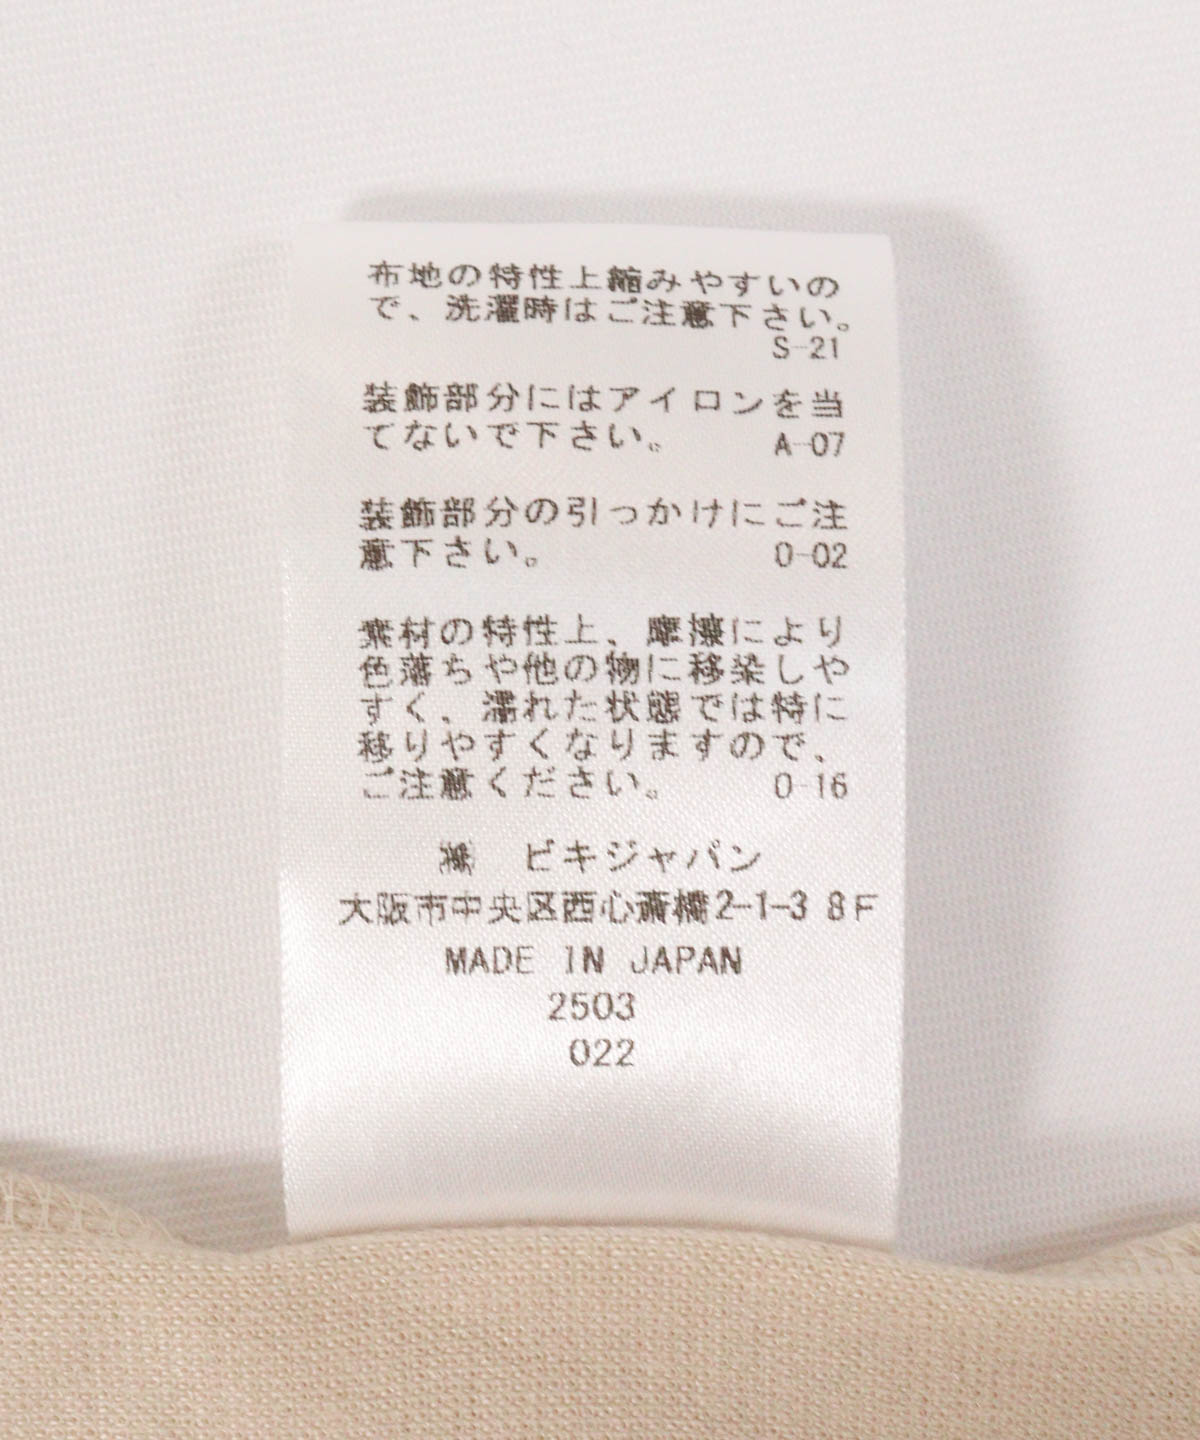 布地の特性上縮みやすいの
で、洗濯時はご注意下さい。
S-21
装飾部分にはアイロンを当
てないで下さい。 A-07
装飾部分の引っかけにご注
意下さい。 0-02
素材の特性上、摩擦により
色落ちや他の物に移染しや
すく、濡れた状態では特に
移りやすくなりますので、
ご注意ください。 0-16
㈱ ビキジャパン
大阪市中央区西心斎橋2-1-3 8F
MADE IN JAPAN
2503
022